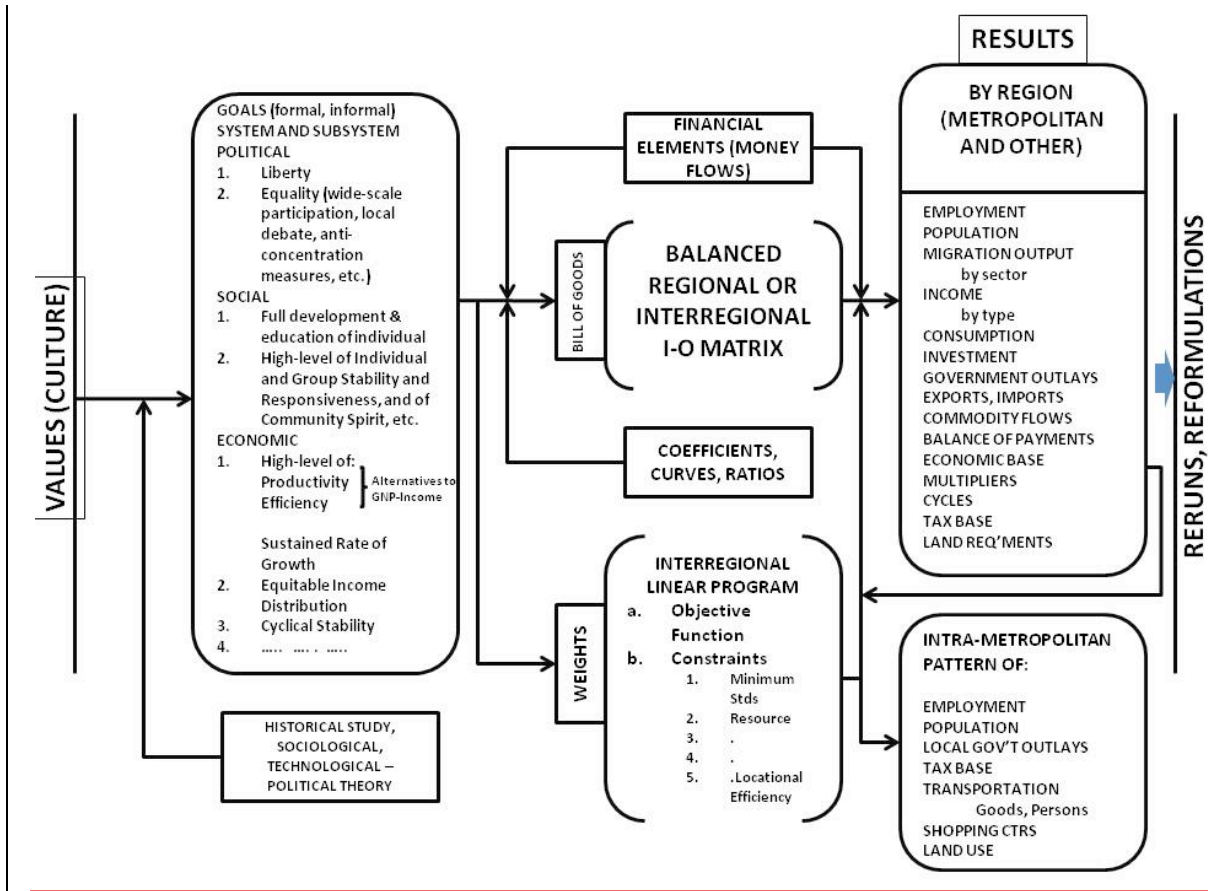 VALUES (CULTURE)
GOALS (formal, informal)
SYSTEM AND SUBSYSTEM
POLITICAL
1. Liberty
2. Equality (wide-scale
participation, local
debate, anti-
concentration
measures, etc.)
SOCIAL
1. Full development &
education of individual
2. High-level of Individual
and Group Stability and
Responsiveness, and of
Community Spirit, etc.
ECONOMIC
1. High-level of:
Productivity
Efficiency
Alternatives to
GNP-Income
Sustained Rate of
Growth
2. Equitable Income
Distribution
3. Cyclical Stability
4. ..... .... . .....
HISTORICAL STUDY,
SOCIOLOGICAL,
TECHNOLOGICAL –
POLITICAL THEORY
FINANCIAL
ELEMENTS (MONEY
FLOWS)
BILL OF GOODS
BALANCED
REGIONAL OR
INTERREGIONAL
I-O MATRIX
COEFFICIENTS,
CURVES, RATIOS
WEIGHTS
INTERREGIONAL
LINEAR PROGRAM
a. Objective
Function
b. Constraints
1. Minimum
Stds
2. Resource
3. .
4. .
5. .Locational
Efficiency
RESULTS
BY REGION
(METROPOLITAN
AND OTHER)
EMPLOYMENT
POPULATION
MIGRATION OUTPUT
by sector
INCOME
by type
CONSUMPTION
INVESTMENT
GOVERNMENT OUTLAYS
EXPORTS, IMPORTS
COMMODITY FLOWS
BALANCE OF PAYMENTS
ECONOMIC BASE
MULTIPLIERS
CYCLES
TAX BASE
LAND REQ'MENTS
INTRA-METROPOLITAN
PATTERN OF:
EMPLOYMENT
POPULATION
LOCAL GOV'T OUTLAYS
TAX BASE
TRANSPORTATION
Goods, Persons
SHOPPING CTRS
LAND USE
RERUNS, REFORMULATIONS